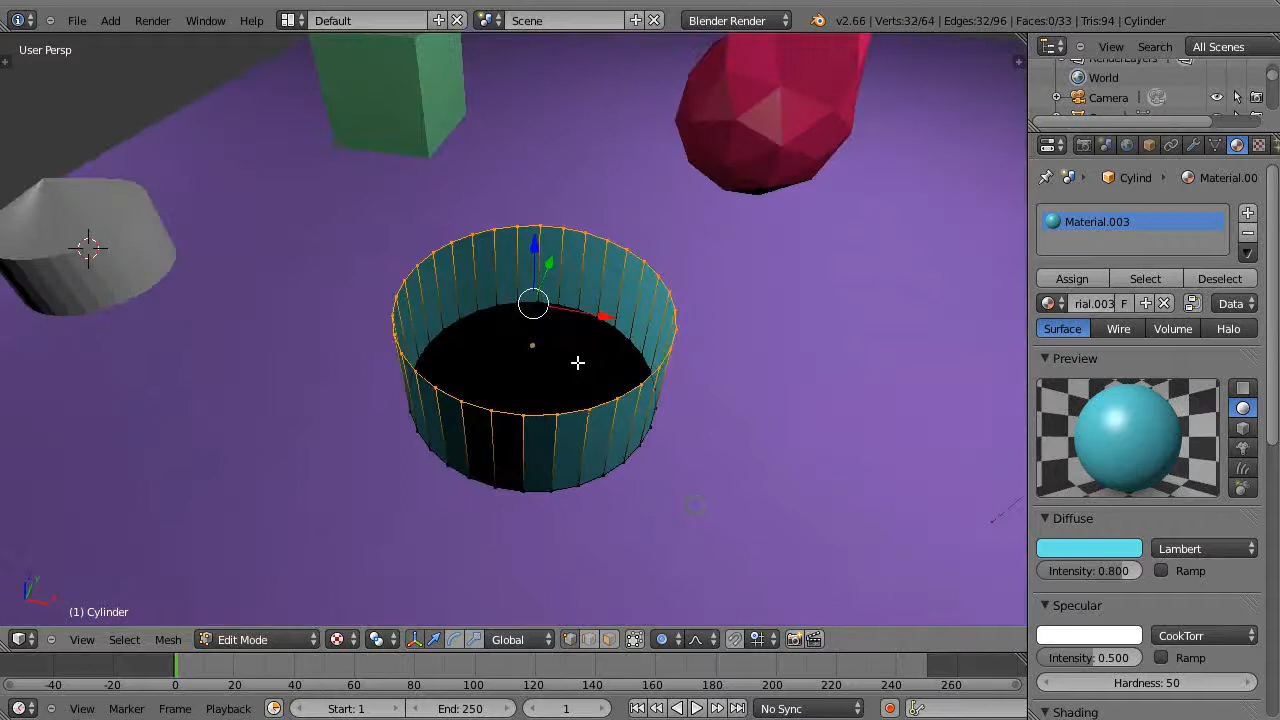 File Add Render Window Help Default Scene Blender Render v2.66 | Verts:32/64 | Edges:32/96 | Faces:0/33 | Tris:94 | Cylinder
User Persp
View Search All Scenes
World
Camera
Cylind Material.00
Material.003
Assign Select Deselect
rial.003 F Data
Surface Wire Volume Halo
Preview
Diffuse
Lambert
Intensity: 0.800 Ramp
Specular
CookTorr
Intensity: 0.500 Ramp
Hardness: 50
Shading
(1) Cylinder
View Select Mesh Edit Mode Global
-40 -20 0 20 40 60 80 100 120 140 160 180 200 220 240 260
View Marker Frame Playback Start: 1 End: 250 1 No Sync